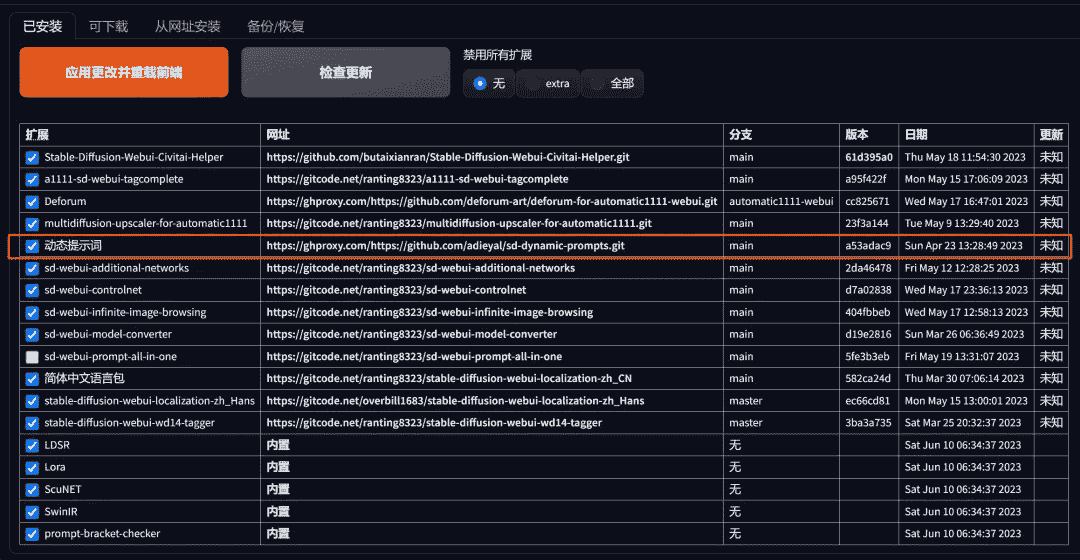 已安装 可下载 从网址安装 备份/恢复
禁用所有扩展
应用更改并重载前端 检查更新 无 extra 全部
扩展 网址 分支 版本 日期 更新
Stable-Diffusion-Webui-Civitai-Helper https://github.com/butaixianran/Stable-Diffusion-Webui-Civitai-Helper.git main 61d395a0 Thu May 18 11:54:30 2023 未知
a1111-sd-webui-tagcomplete https://gitcode.net/ranting8323/a1111-sd-webui-tagcomplete main a95f422f Mon May 15 17:06:09 2023 未知
Deforum https://ghproxy.com/https://github.com/deforum-art/deforum-for-automatic1111-webui.git automatic1111-webui cc825671 Wed May 17 16:47:01 2023 未知
multidiffusion-upscaler-for-automatic1111 https://gitcode.net/ranting8323/multidiffusion-upscaler-for-automatic1111.git main 23f3a144 Tue May 9 13:29:40 2023 未知
动态提示词 https://ghproxy.com/https://github.com/adieyal/sd-dynamic-prompts.git main a53adac9 Sun Apr 23 13:28:49 2023 未知
sd-webui-additional-networks https://gitcode.net/ranting8323/sd-webui-additional-networks main 2da46478 Fri May 12 12:28:25 2023 未知
sd-webui-controlnet https://gitcode.net/ranting8323/sd-webui-controlnet main d7a02838 Wed May 17 23:36:13 2023 未知
sd-webui-infinite-image-browsing https://gitcode.net/ranting8323/sd-webui-infinite-image-browsing main 404fbbeb Wed May 17 12:58:13 2023 未知
sd-webui-model-converter https://gitcode.net/ranting8323/sd-webui-model-converter main d19e2816 Sun Mar 26 06:36:49 2023 未知
sd-webui-prompt-all-in-one https://gitcode.net/ranting8323/sd-webui-prompt-all-in-one main 5fe3b3eb Fri May 19 13:31:07 2023 未知
简体中文语言包 https://gitcode.net/ranting8323/stable-diffusion-webui-localization-zh_CN main 582ca24d Thu Mar 30 07:06:14 2023 未知
stable-diffusion-webui-localization-zh_Hans https://gitcode.net/overbill1683/stable-diffusion-webui-localization-zh_Hans master ec66cd81 Mon May 15 13:00:01 2023 未知
stable-diffusion-webui-wd14-tagger https://gitcode.net/ranting8323/stable-diffusion-webui-wd14-tagger master 3ba3a735 Sat Mar 25 20:32:37 2023 未知
LDSR 内置 无 Sat Jun 10 06:34:37 2023
Lora 内置 无 Sat Jun 10 06:34:37 2023
ScuNET 内置 无 Sat Jun 10 06:34:37 2023
SwinIR 内置 无 Sat Jun 10 06:34:37 2023
prompt-bracket-checker 内置 无 Sat Jun 10 06:34:37 2023